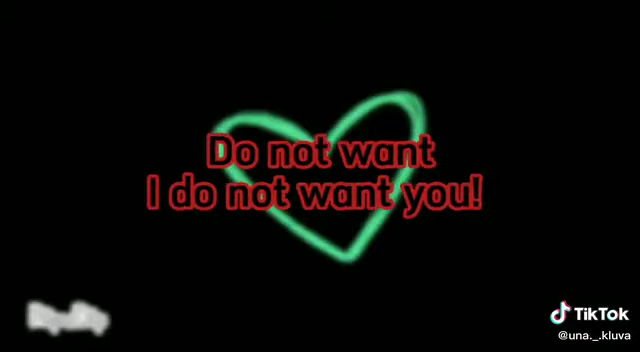 Do not want
I do not want you!
TikTok
@una._.kluva